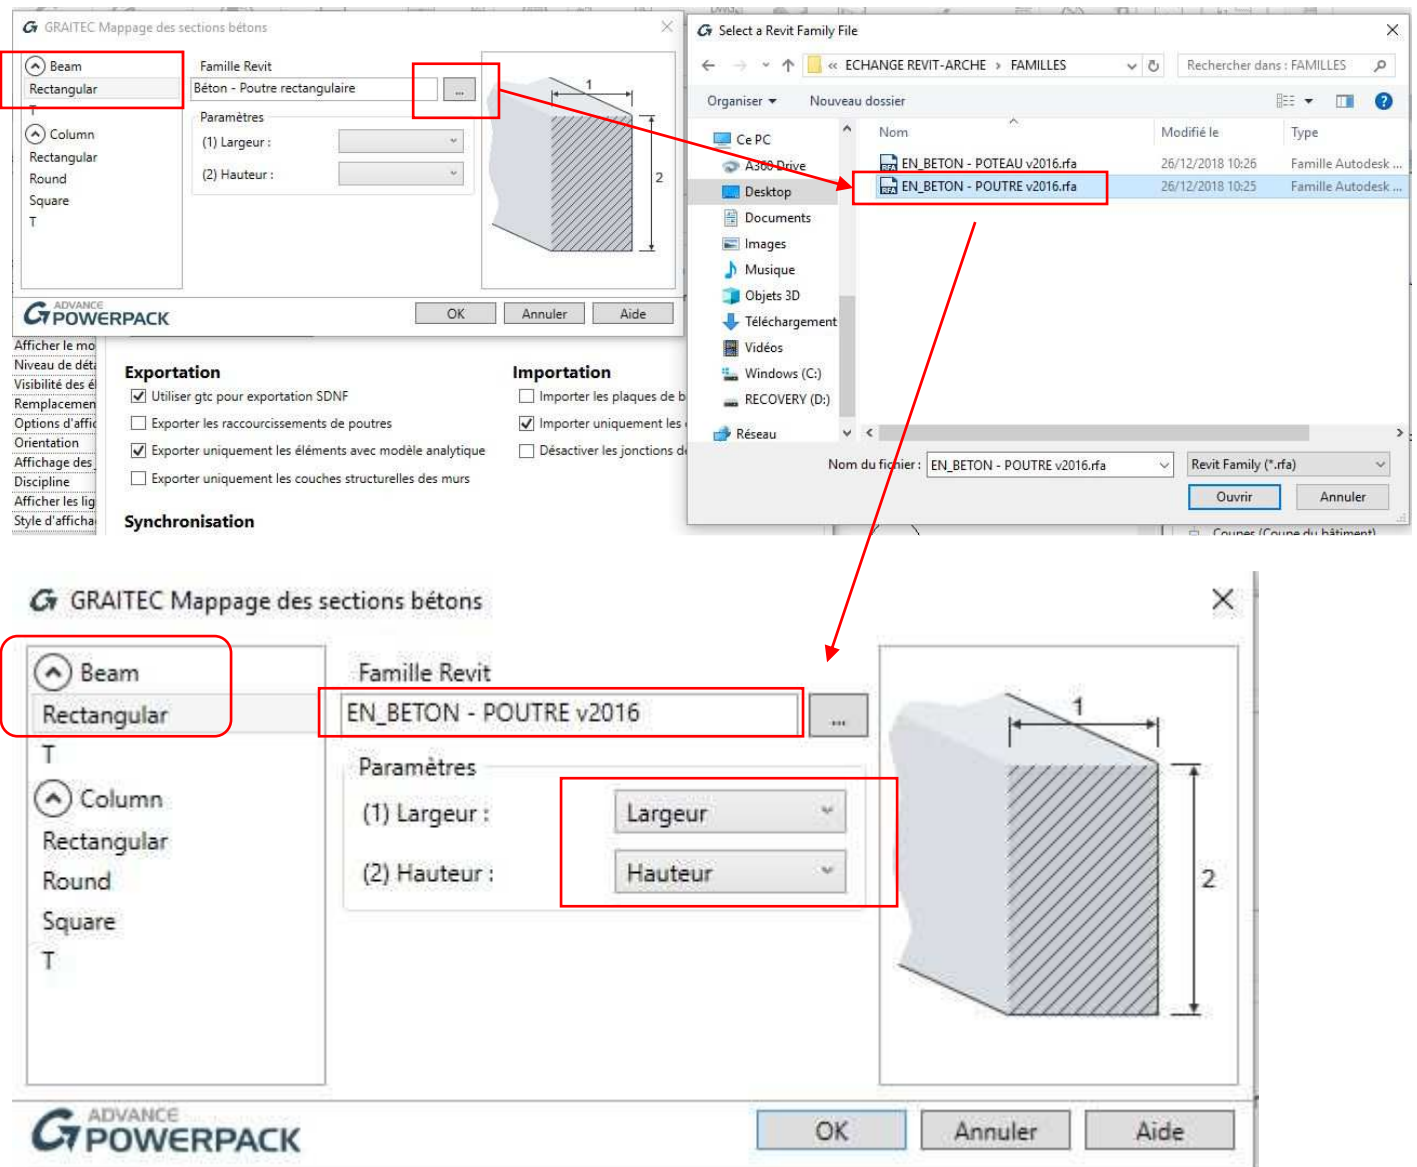 GRAITEC Mappage des sections bétons
Beam
Rectangular
T
Column
Rectangular
Round
Square
T
Famille Revit
Béton - Poutre rectangulaire
...
Paramètres
(1) Largeur :
(2) Hauteur :
1
2
ADVANCE
POWERPACK
OK
Annuler
Aide
Select a Revit Family File
« ECHANGE REVIT-ARCHE > FAMILLES
Rechercher dans : FAMILLES
Organiser
Nouveau dossier
Nom
Modifié le
Type
Ce PC
A360 Drive
Desktop
Documents
Images
Musique
Objets 3D
Téléchargement
Vidéos
Windows (C:)
RECOVERY (D:)
Réseau
EN_BETON - POTEAU v2016.rfa
26/12/2018 10:26
Famille Autodesk ...
EN_BETON - POUTRE v2016.rfa
26/12/2018 10:25
Famille Autodesk ...
Nom du fichier :
EN_BETON - POUTRE v2016.rfa
Revit Family (*.rfa)
Ouvrir
Annuler
Coupes (Coupe du bâtiment)
Afficher le mo
Niveau de déta
Visibilité des él
Remplacemen
Options d'affic
Orientation
Affichage des
Discipline
Afficher les lig
Style d'afficha
Exportation
Utiliser gtc pour exportation SDNF
Exporter les raccourcissements de poutres
Exporter uniquement les éléments avec modèle analytique
Exporter uniquement les couches structurelles des murs
Synchronisation
Importation
Importer les plaques de b
Importer uniquement les
Désactiver les jonctions d
GRAITEC Mappage des sections bétons
Beam
Rectangular
T
Column
Rectangular
Round
Square
T
Famille Revit
EN_BETON - POUTRE v2016
...
Paramètres
(1) Largeur :
Largeur
(2) Hauteur :
Hauteur
1
2
ADVANCE
POWERPACK
OK
Annuler
Aide